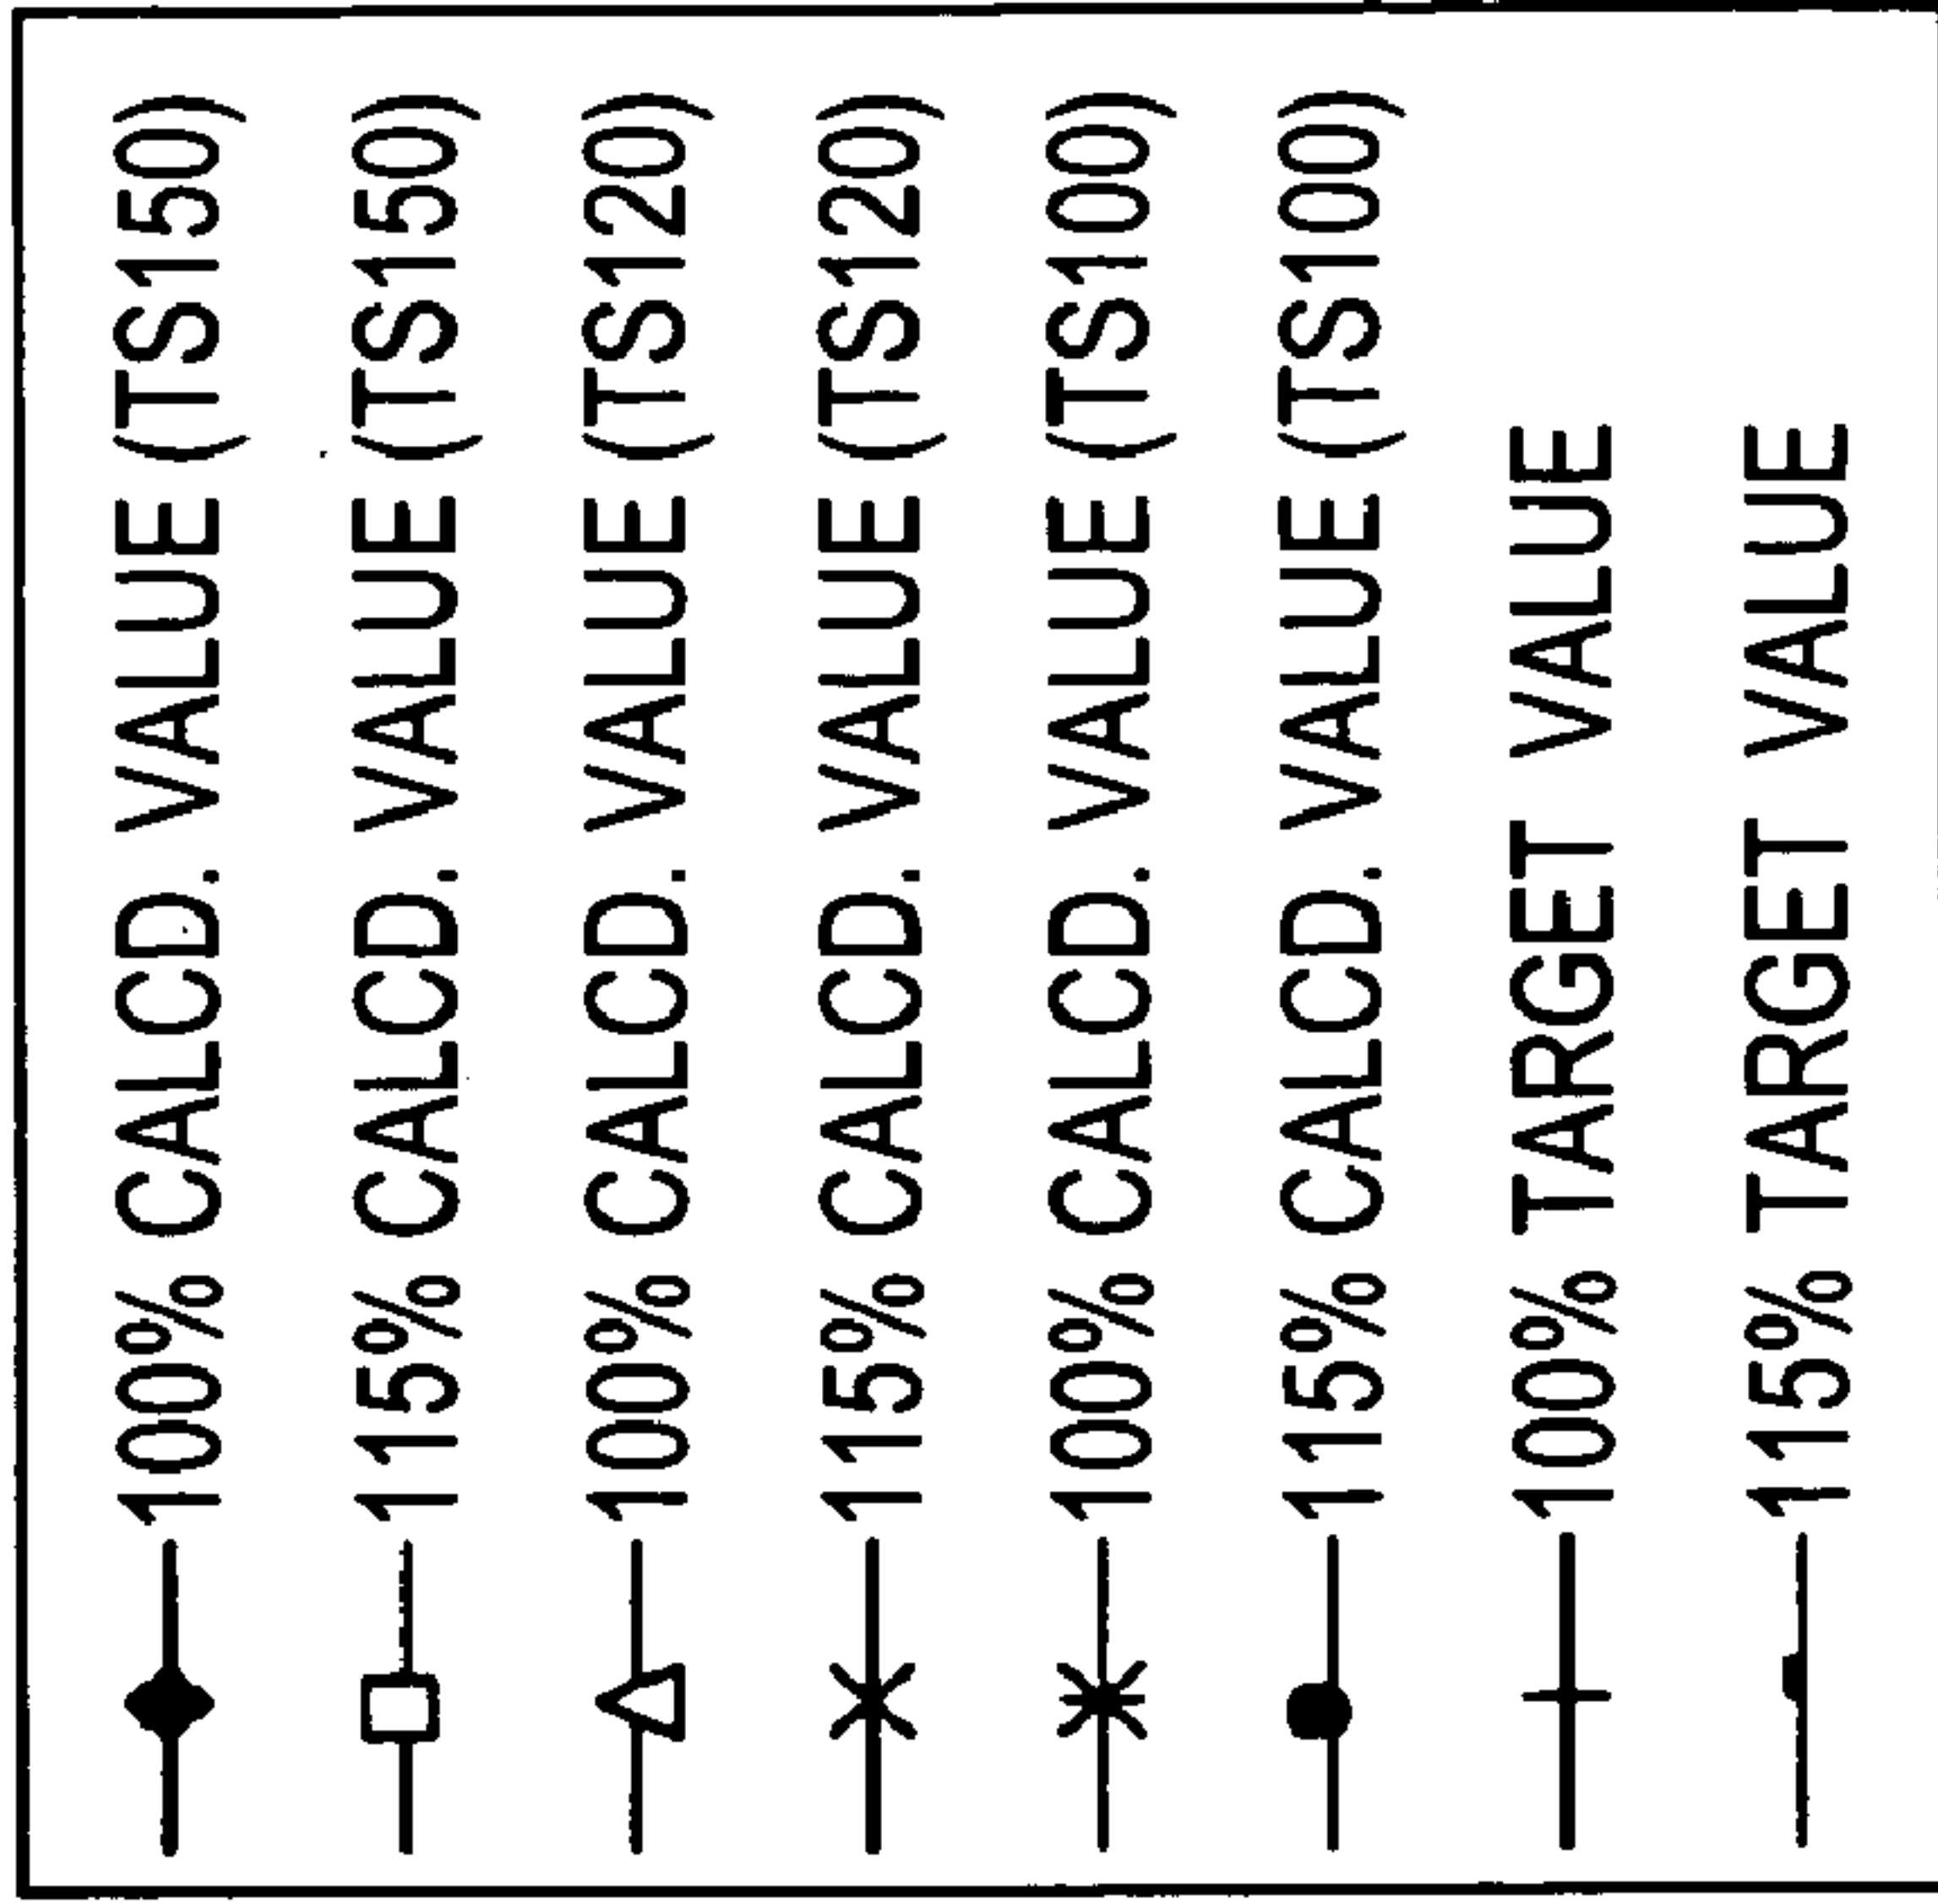 100% CALCD. VALUE (TS150)
115% CALCD. VALUE (TS150)
100% CALCD. VALUE (TS120)
115% CALCD. VALUE (TS120)
100% CALCD. VALUE (TS100)
115% CALCD. VALUE (TS100)
100% TARGET VALUE
115% TARGET VALUE